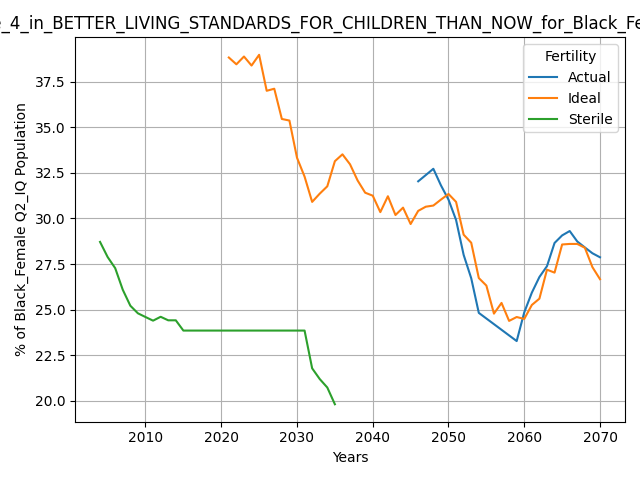 _4_in_BETTER_LIVING_STANDARDS_FOR_CHILDREN_THAN_NOW_for_Black_Fe
Fertility
Actual
Ideal
Sterile
% of Black_Female Q2_IQ Population
37.5
35.0
32.5
30.0
27.5
25.0
22.5
20.0
2010
2020
2030
2040
2050
2060
2070
Years